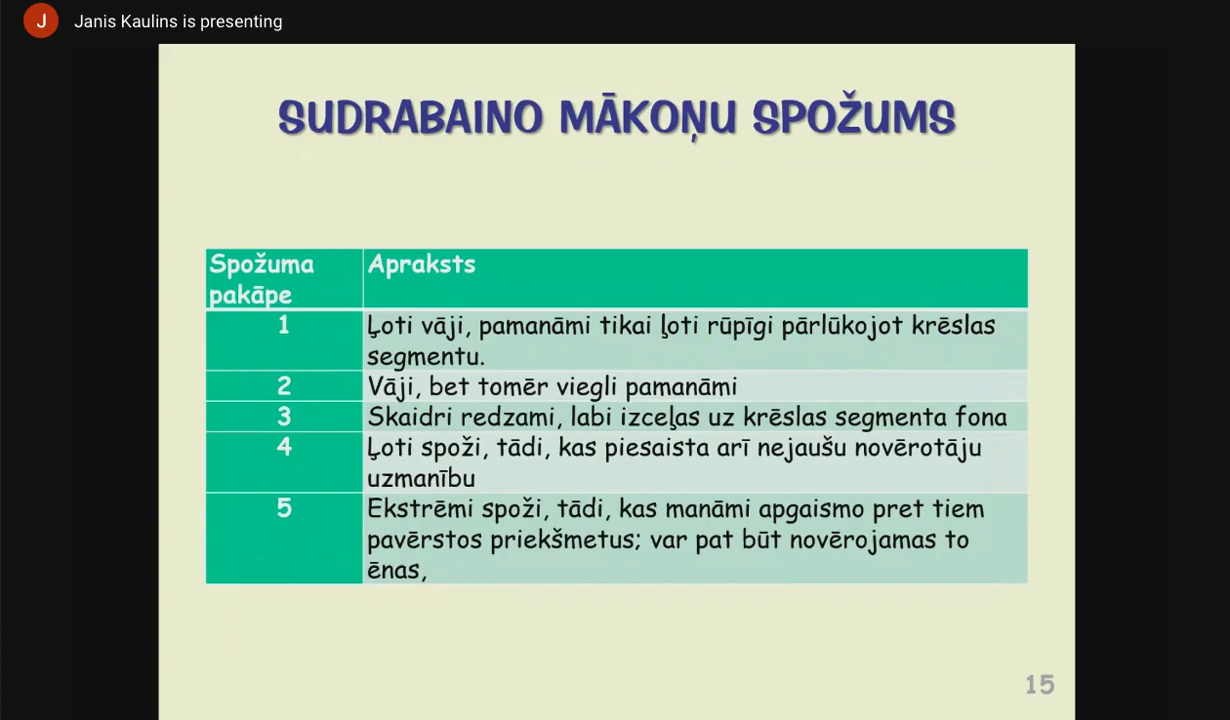 J Janis Kaulins is presenting
SUDRABAINO MĀKOŅU SPOŽUMS
Spožuma Apraksts
pakāpe
1 Ļoti vāji, pamanāmi tikai ļoti rūpīgi pārlūkojot krēslas
segmentu.
2 Vāji, bet tomēr viegli pamanāmi
3 Skaidri redzami, labi izceļas uz krēslas segmenta fona
4 Ļoti spoži, tādi, kas piesaista arī nejaušu novērotāju
uzmanību
5 Ekstrēmi spoži, tādi, kas manāmi apgaismo pret tiem
pavērstos priekšmetus; var pat būt novērojamas to
ēnas,
15